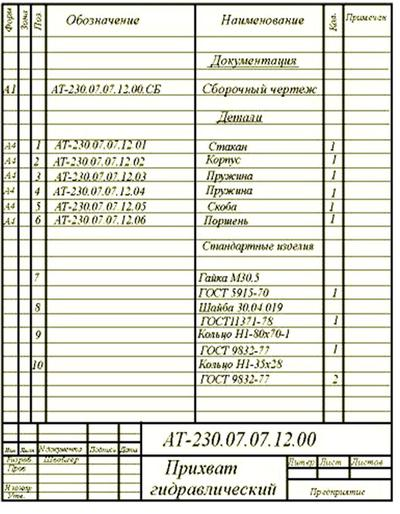 Форм Зона Поз Обозначение Наименование Кол. Примечан
Документация
А1 АТ-230.07.07.12.00.СБ Сборочный чертеж
Детали
А4 1 АТ-230.07.07.12.01 Стакан 1
А4 2 АТ-230.07.07.12.02 Корпус 1
А4 3 АТ-230.07.07.12.03 Пружина 1
А4 4 АТ-230.07.07.12.04 Пружина 1
А4 5 АТ-230.07.07.12.05 Скоба 1
А4 6 АТ-230.07.07.12.06 Поршень 1
Стандартные изделия
7 Гайка М30.5
ГОСТ 5915-70 1
8 Шайба 30.04.019
ГОСТ11371-78 1
9 Кольцо Н1-80х70-1
ГОСТ 9832-77 1
10 Кольцо Н1-35х28
ГОСТ 9832-77 2
АТ-230.07.07.12.00
Изм Лист N документа Подпись Дата
Разраб
Пров
Н контр
Утв.
Прихват
гидравлический
Литер Лист Листов
Предприятие